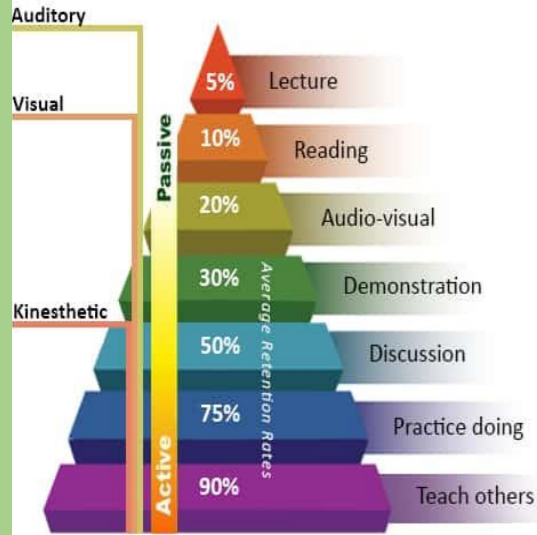 Auditory
5% Lecture
Visual
10% Reading
Passive
20% Audio-visual
30% Demonstration
Average Retention Rates
Kinesthetic
50% Discussion
75% Practice doing
Active
90% Teach others